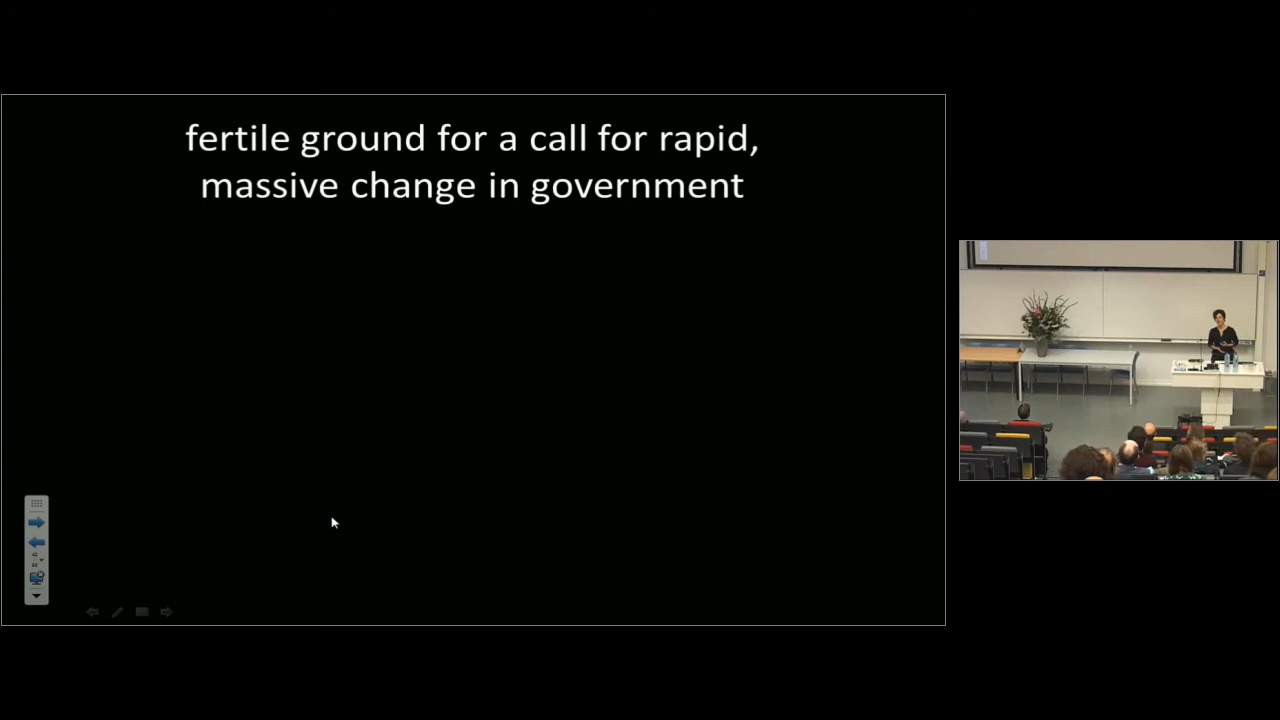 fertile ground for a call for rapid,
massive change in government